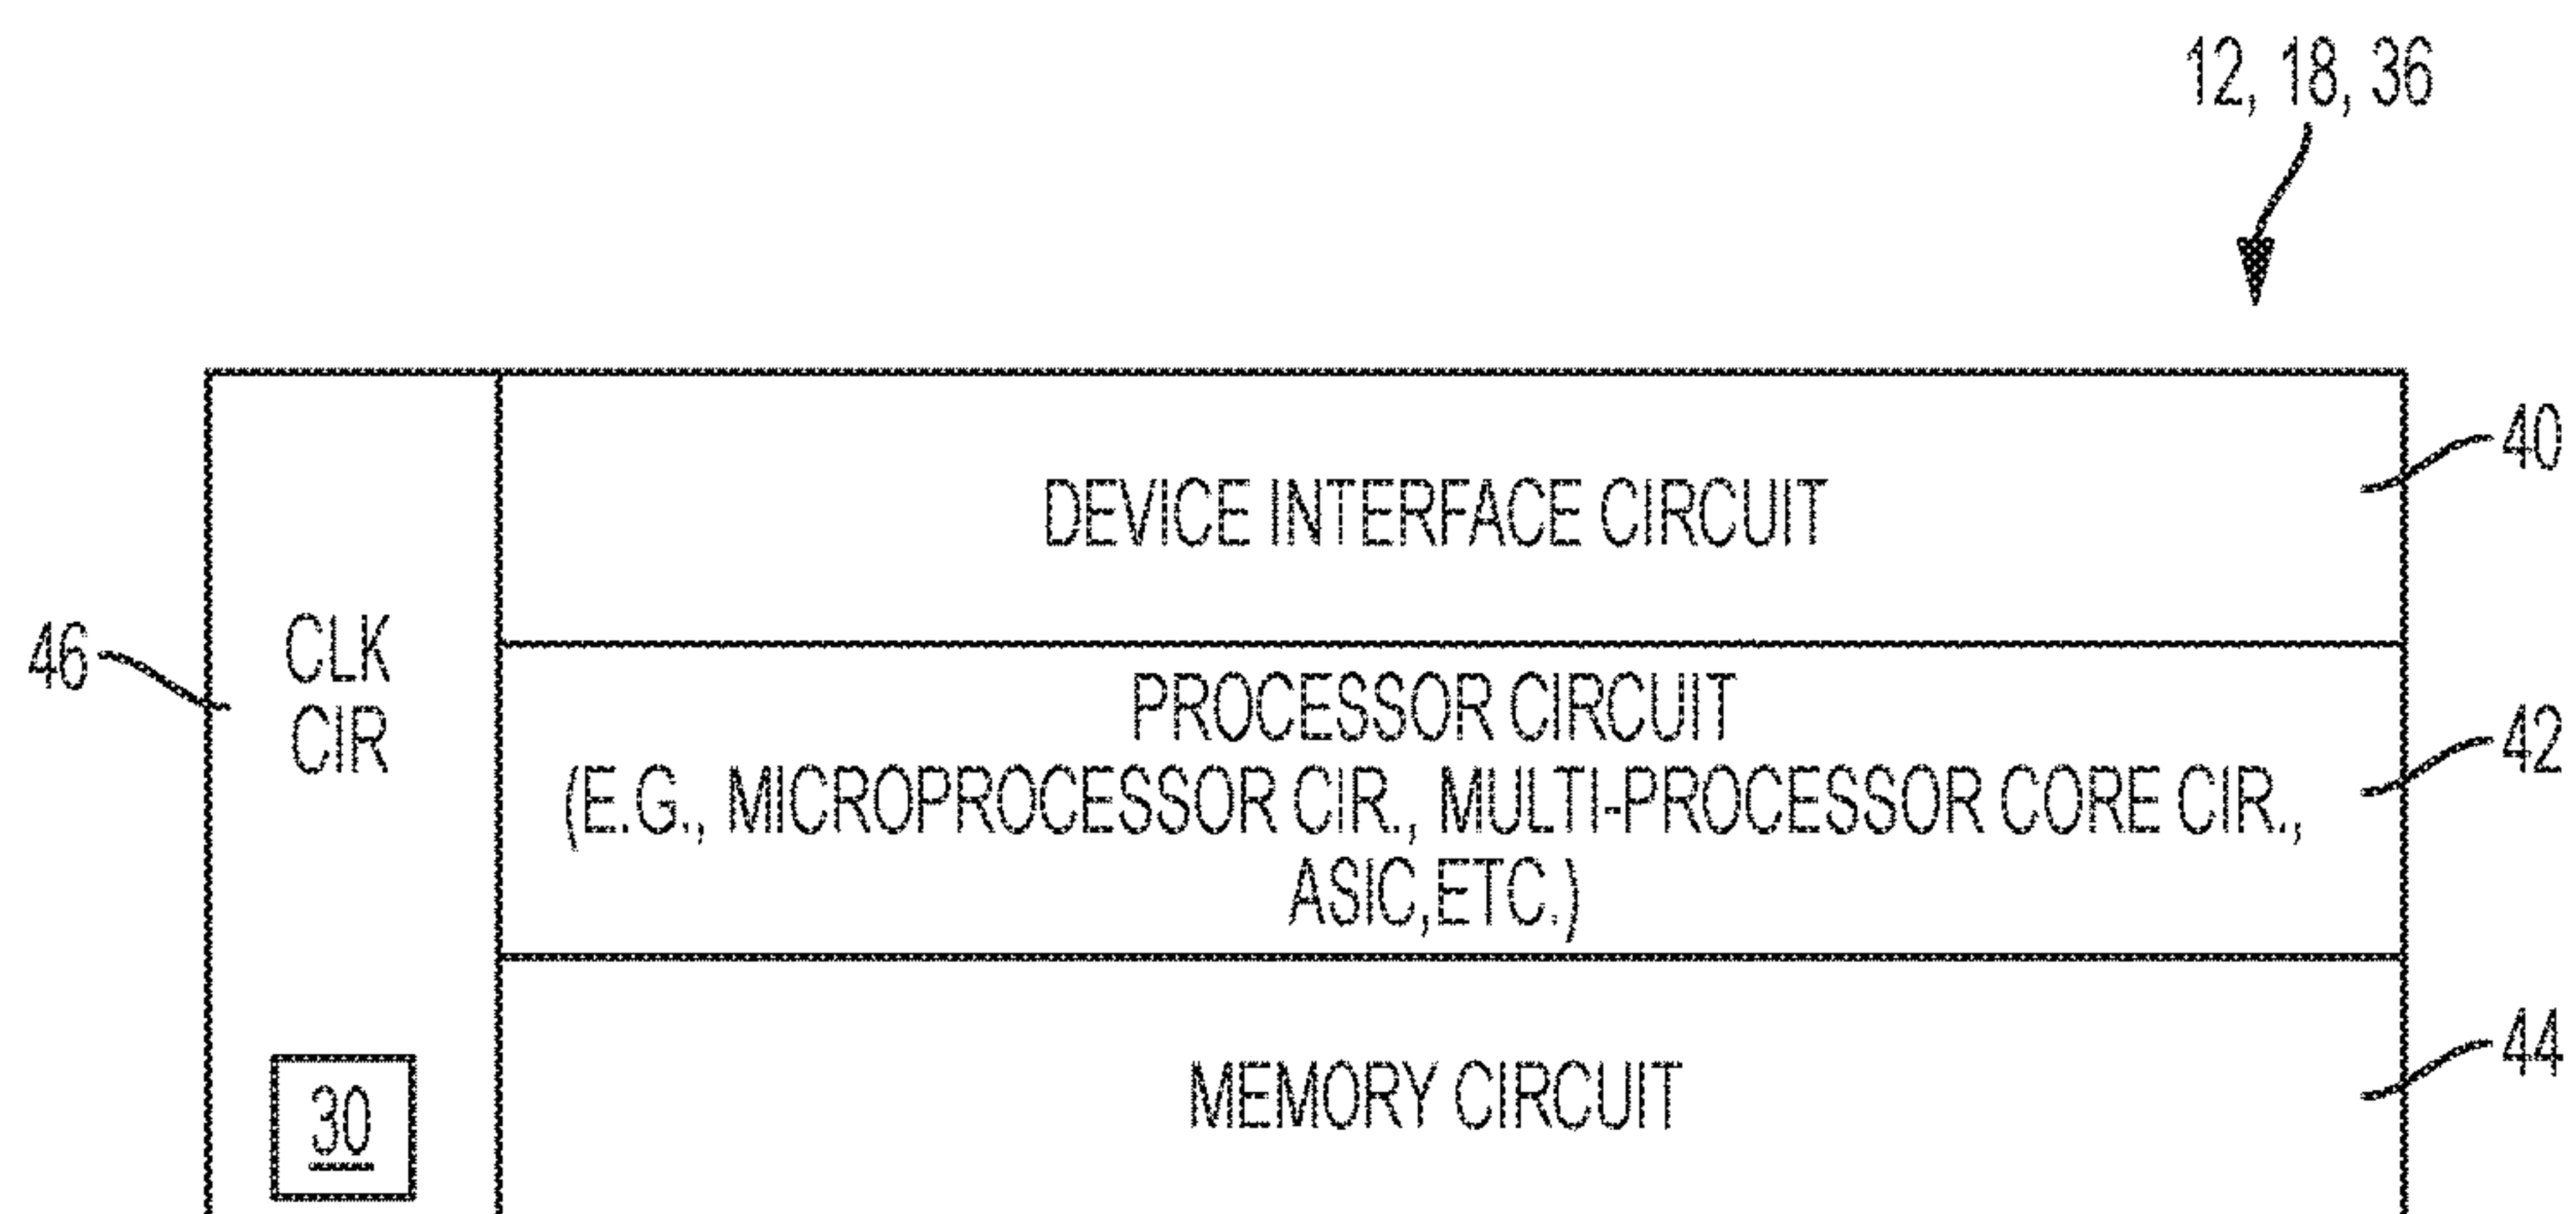 12, 18, 36
40
DEVICE INTERFACE CIRCUIT
46
CLK
CIR
PROCESSOR CIRCUIT
(E.G., MICROPROCESSOR CIR., MULTI-PROCESSOR CORE CIR.,
ASIC,ETC.)
42
44
MEMORY CIRCUIT
30